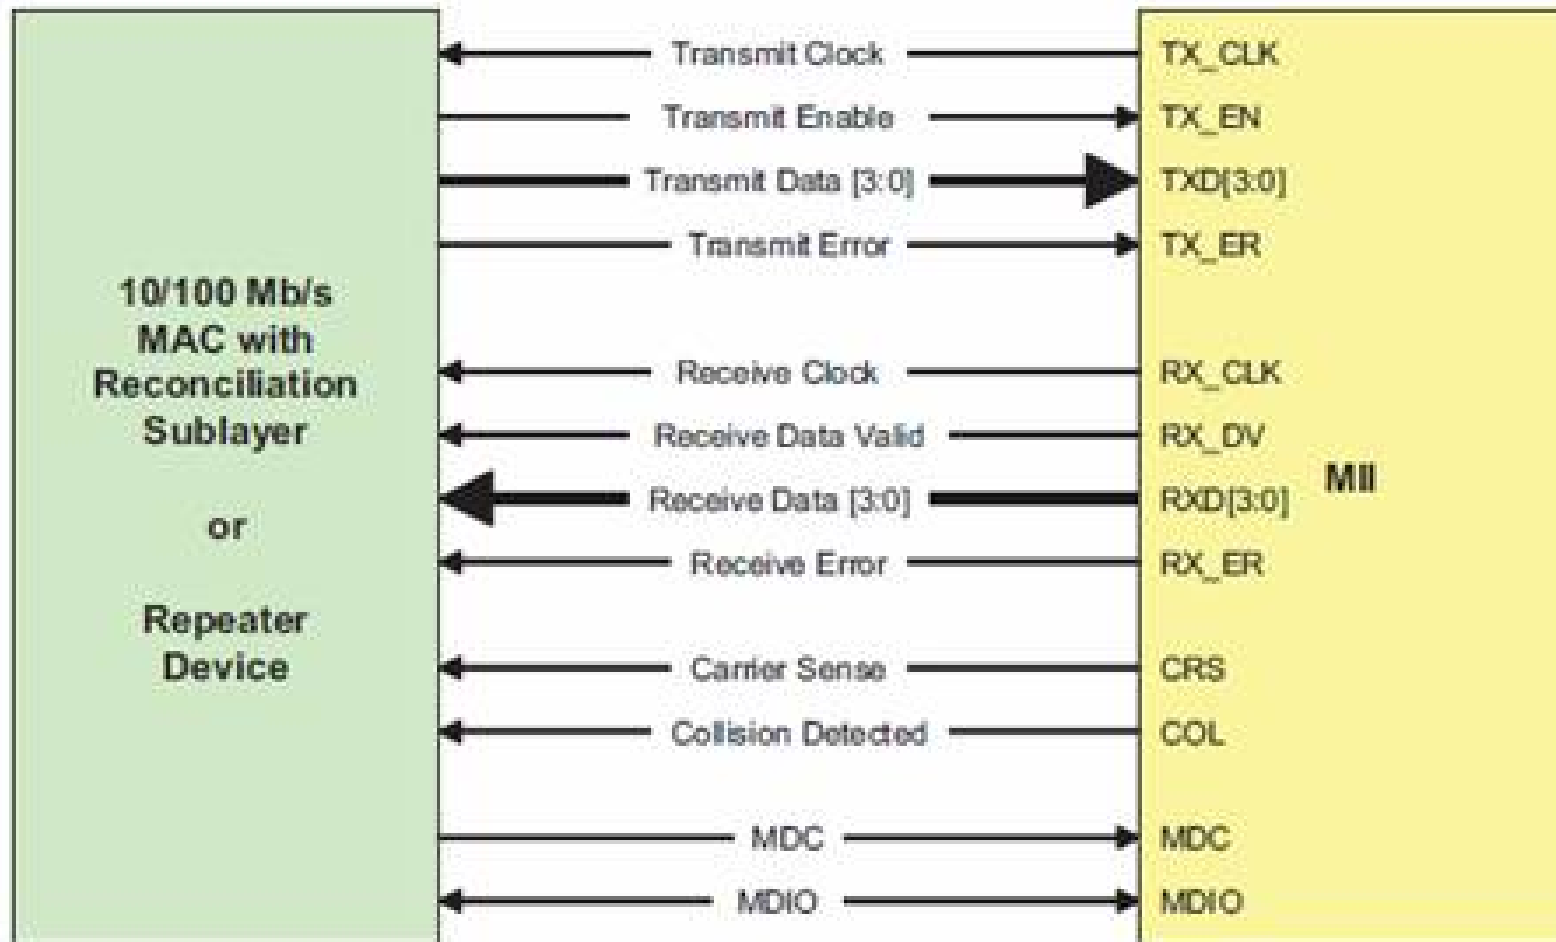 10/100 Mb/s
MAC with
Reconciliation
Sublayer
or
Repeater
Device
Transmit Clock
Transmit Enable
Transmit Data [3:0]
Transmit Error
Receive Clock
Receive Data Valid
Receive Data [3:0]
Receive Error
Carrier Sense
Collision Detected
MDC
MDIO
TX_CLK
TX_EN
TXD[3:0]
TX_ER
RX_CLK
RX_DV
RXD[3:0]
RX_ER
CRS
COL
MDC
MDIO
MII